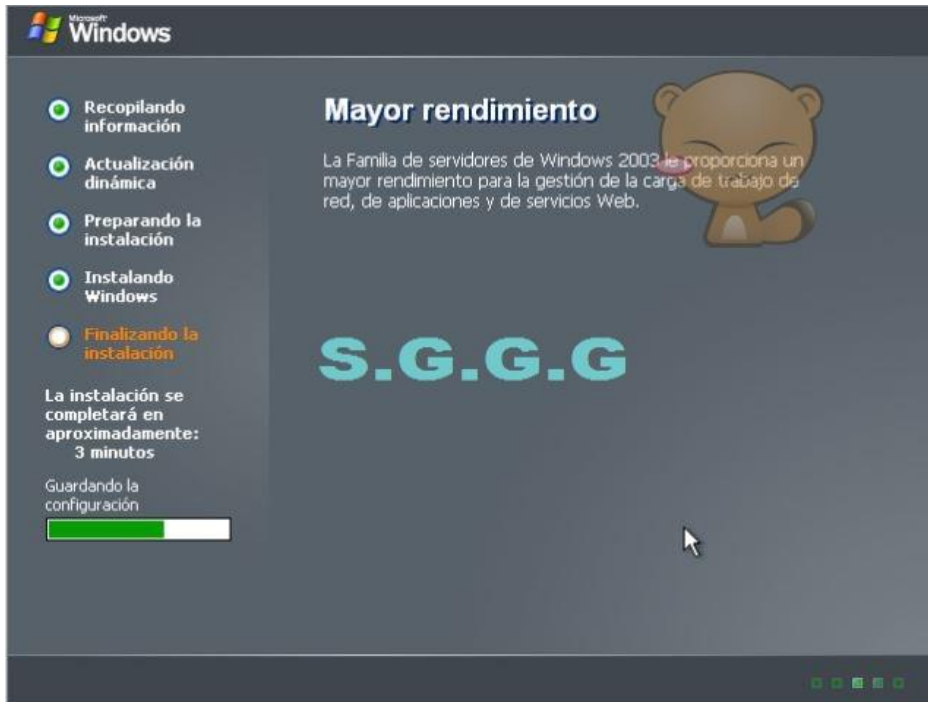 Microsoft
Windows
Recopilando
información
Actualización
dinámica
Preparando la
instalación
Instalando
Windows
Finalizando la
instalación
La instalación se
completará en
aproximadamente:
3 minutos
Guardando la
configuración
Mayor rendimiento
La Familia de servidores de Windows 2003 le proporciona un
mayor rendimiento para la gestión de la carga de trabajo de
red, de aplicaciones y de servicios Web.
S.G.G.G